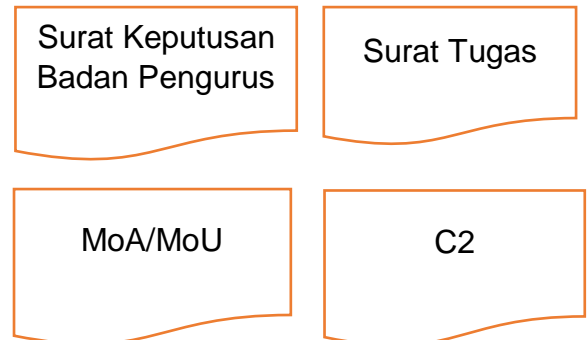 Surat Keputusan
Badan Pengurus
Surat Tugas
MoA/MoU
C2